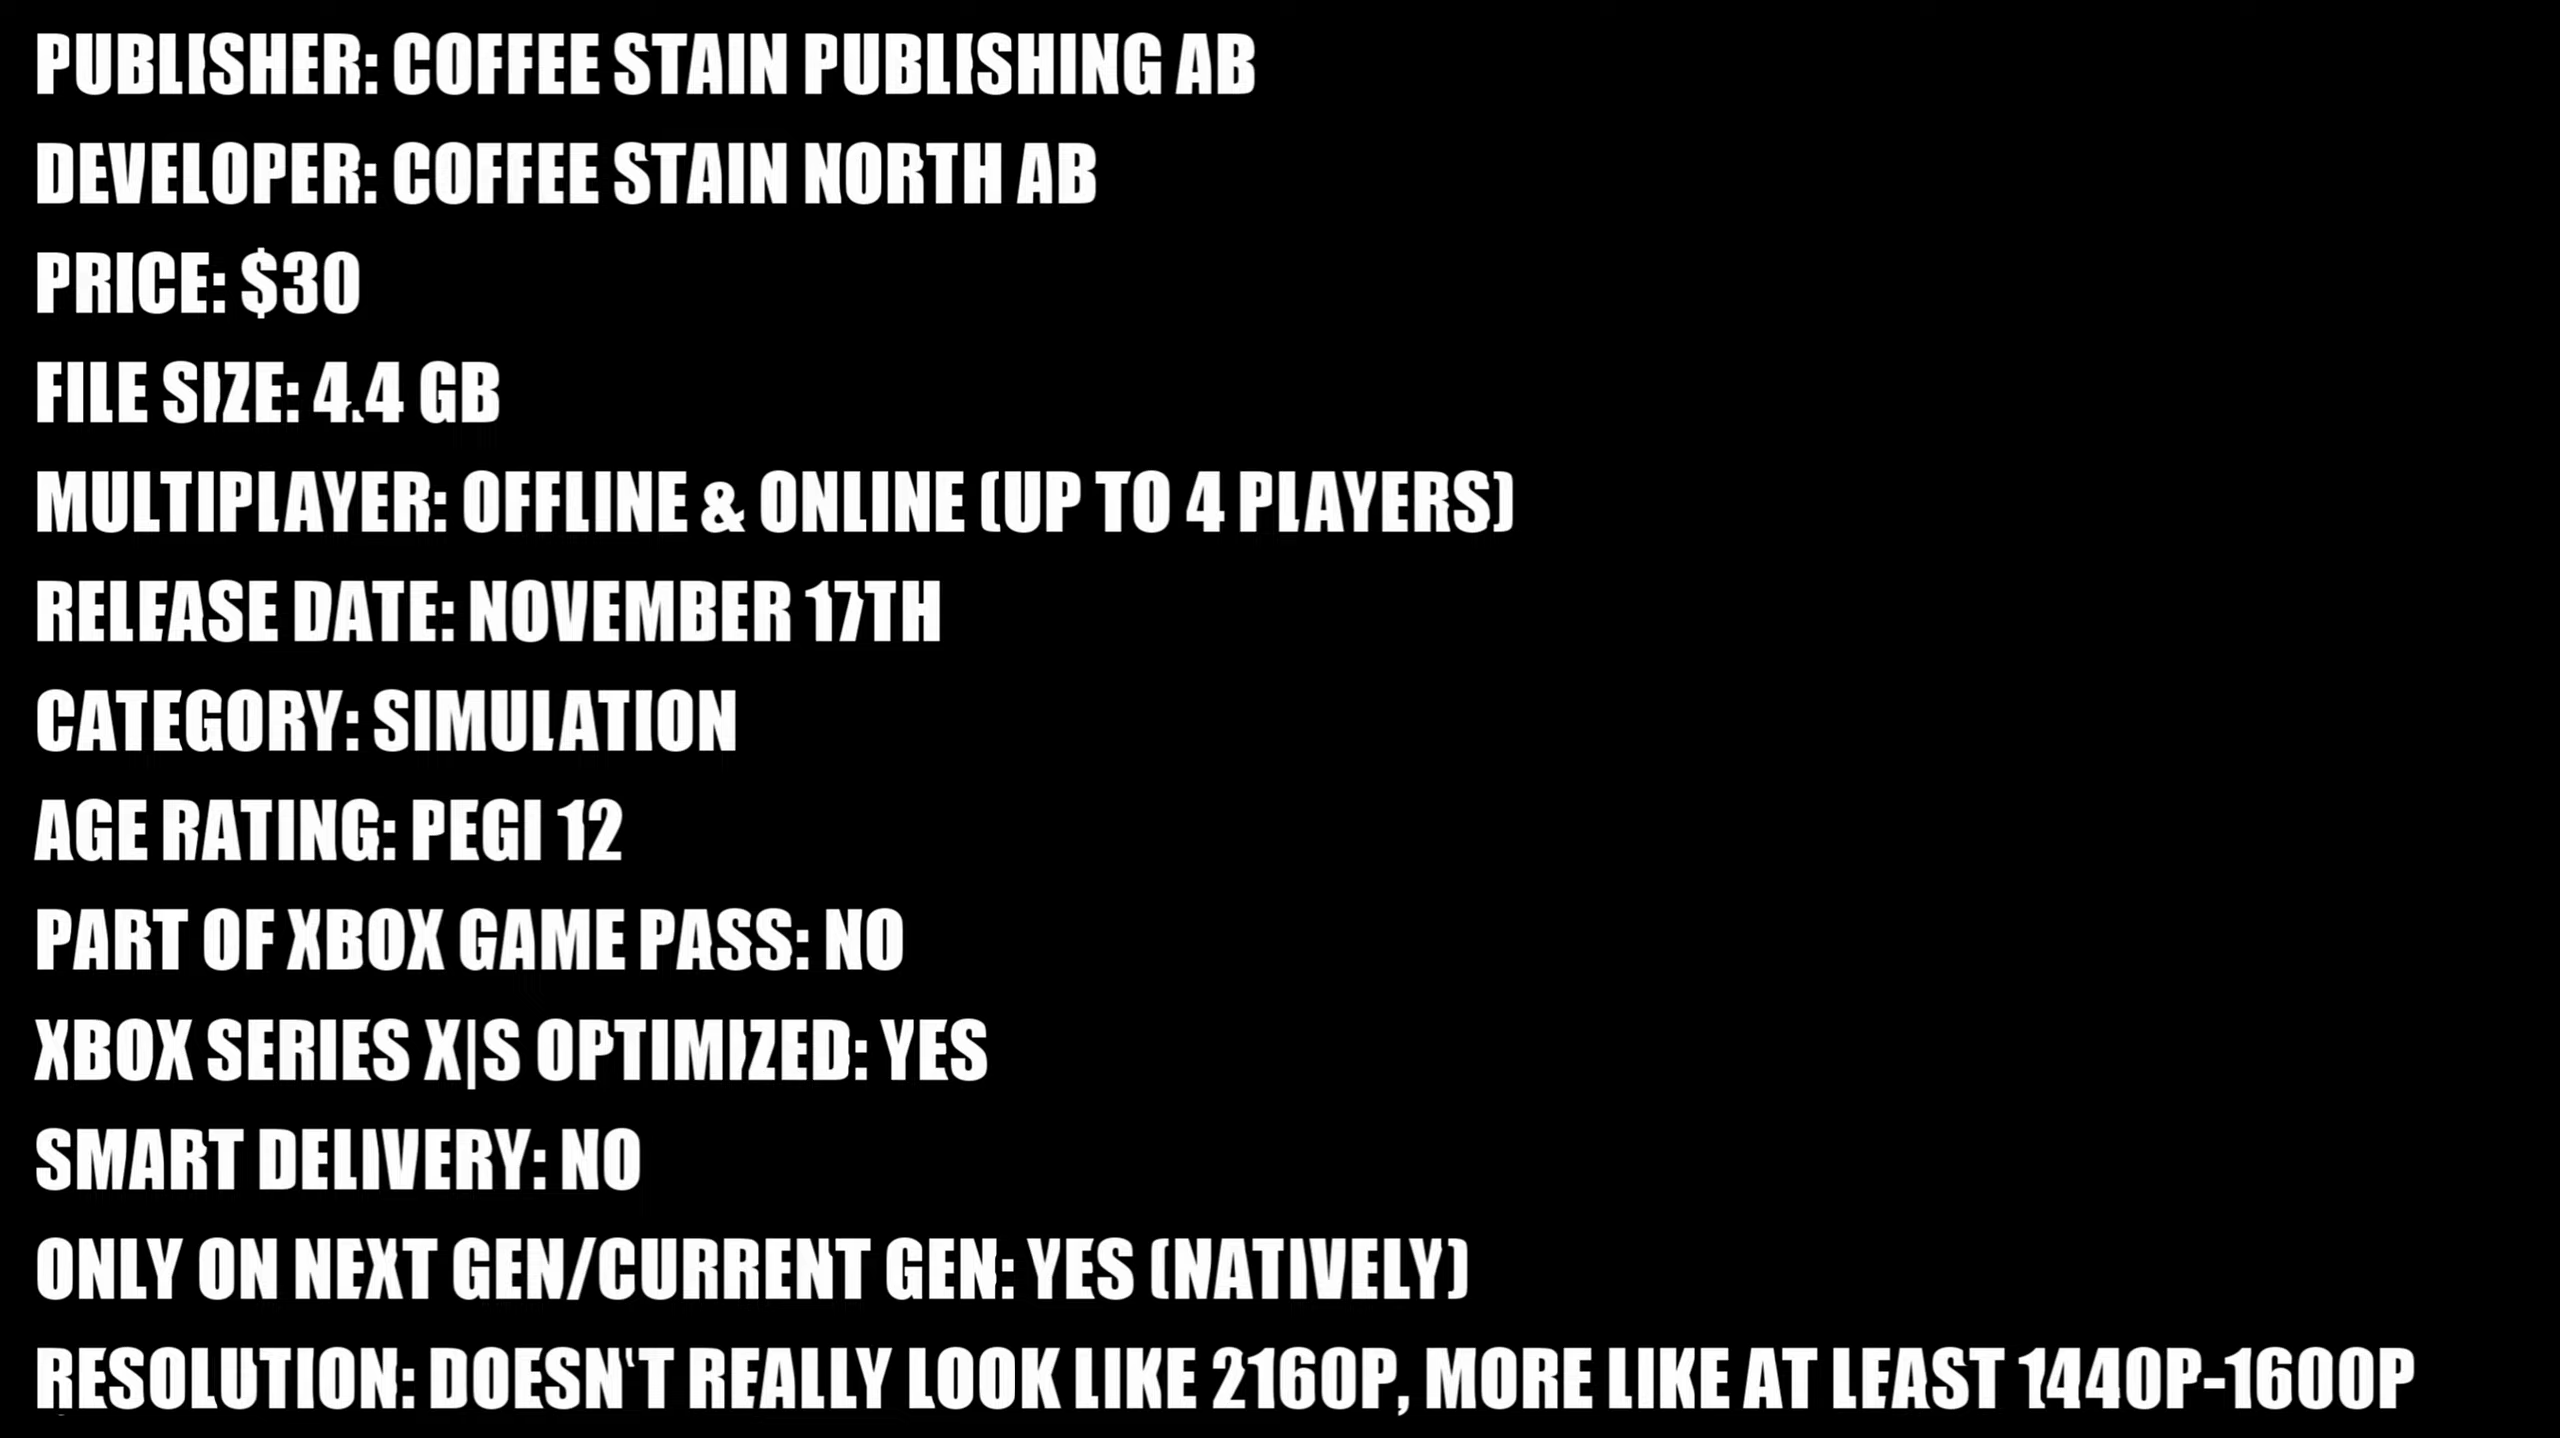 PUBLISHER: COFFEE STAIN PUBLISHING AB
DEVELOPER: COFFEE STAIN NORTH AB
PRICE: $30
FILE SIZE: 4.4 GB
MULTIPLAYER: OFFLINE & ONLINE (UP TO 4 PLAYERS)
RELEASE DATE: NOVEMBER 17TH
CATEGORY: SIMULATION
AGE RATING: PEGI 12
PART OF XBOX GAME PASS: NO
XBOX SERIES X|S OPTIMIZED: YES
SMART DELIVERY: NO
ONLY ON NEXT GEN/CURRENT GEN: YES (NATIVELY)
RESOLUTION: DOESN'T REALLY LOOK LIKE 2160P, MORE LIKE AT LEAST 1440P-1600P